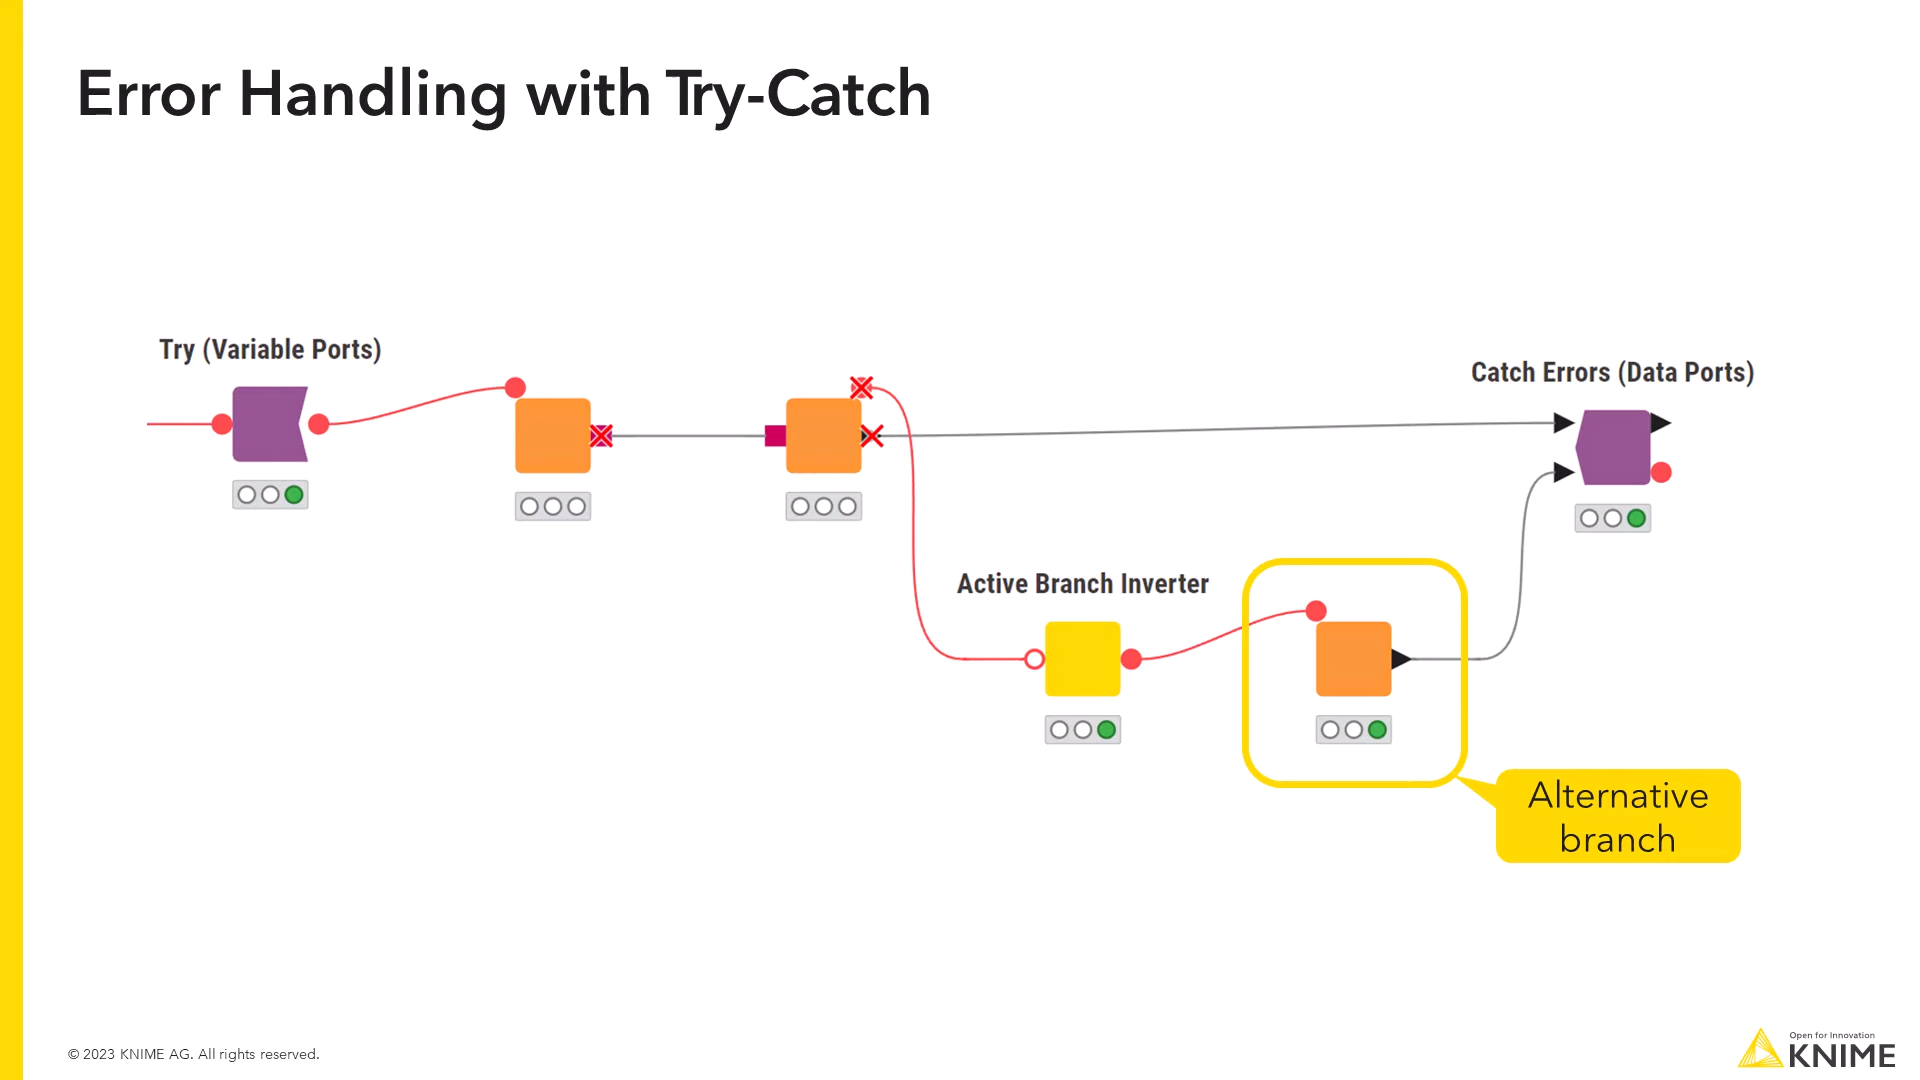 Error Handling with Try-Catch
Try (Variable Ports)
Catch Errors (Data Ports)
Active Branch Inverter
Alternative
branch
© 2023 KNIME AG. All rights reserved.
Open for Innovation
KNIME